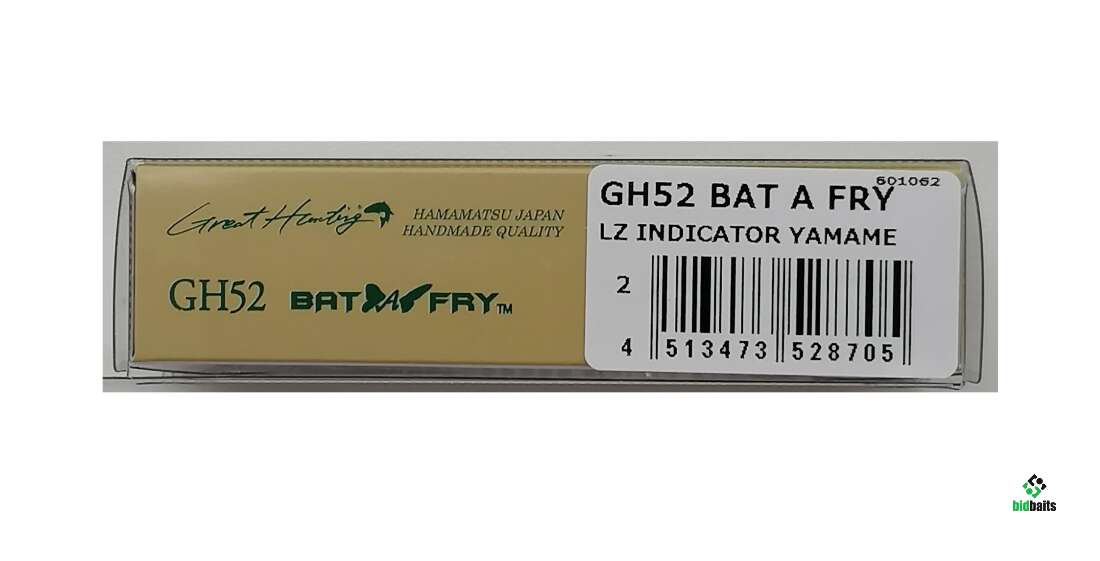 Great Hunting
HAMAMATSU JAPAN
HANDMADE QUALITY
GH52 BAT A FRY™
601062
GH52 BAT A FRY
LZ INDICATOR YAMAME
2
4 513473 528705
bidbaits